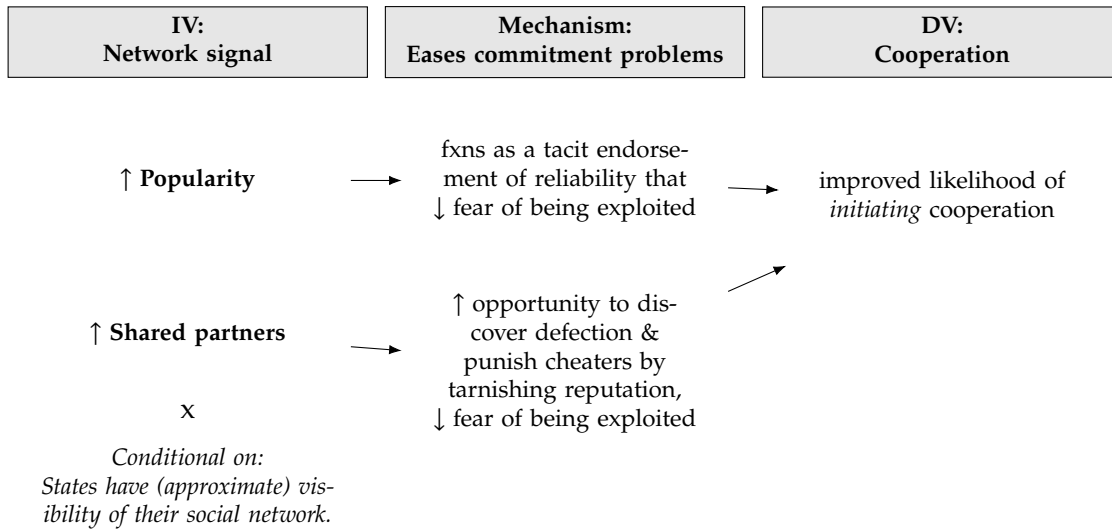 IV:
Network signal
Mechanism:
Eases commitment problems
DV:
Cooperation
↑ Popularity
fxns as a tacit endorse-
ment of reliability that
↓ fear of being exploited
improved likelihood of
initiating cooperation
↑ Shared partners
x
Conditional on:
States have (approximate) vis-
ibility of their social network.
↑ opportunity to dis-
cover defection &
punish cheaters by
tarnishing reputation,
↓ fear of being exploited